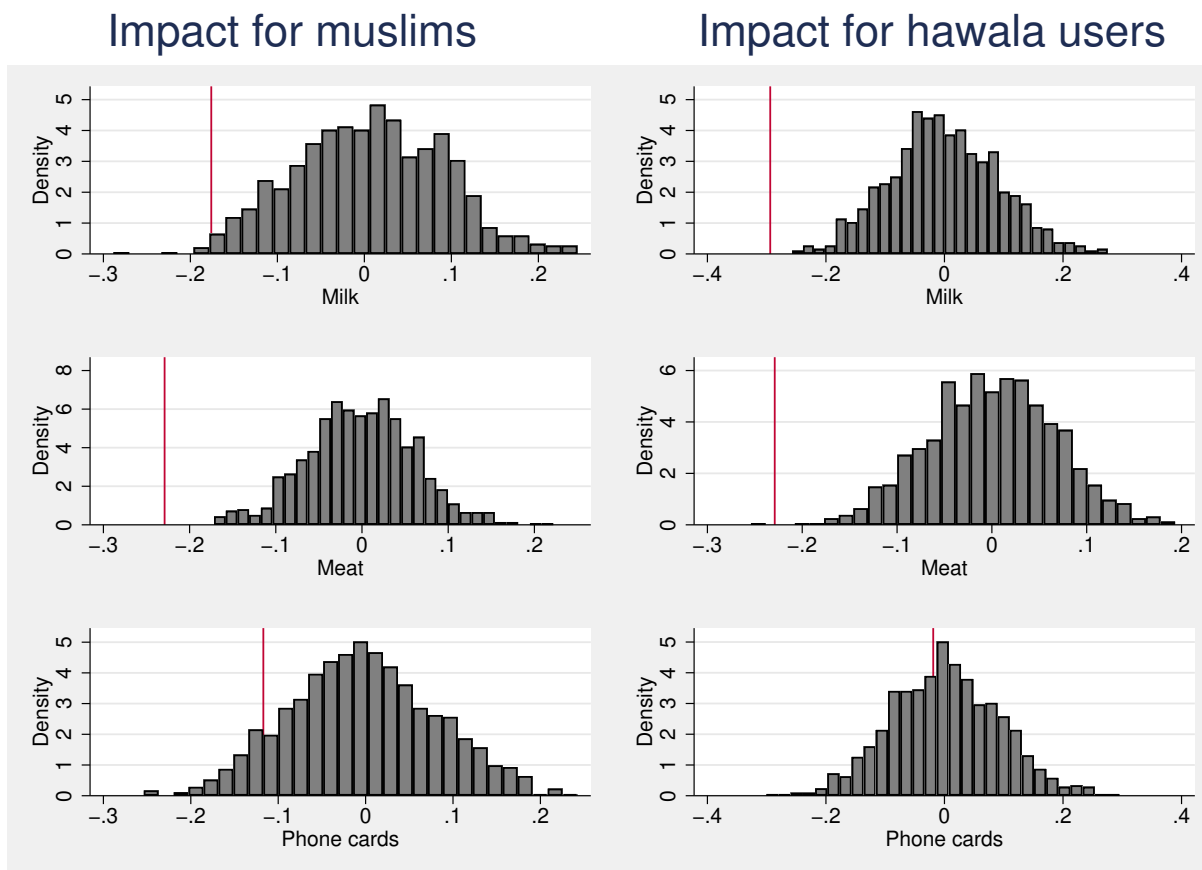 Impact for muslims
Impact for hawala users
Density
0 1 2 3 4 5
−.3 −.2 −.1 0 .1 .2
Milk
Density
0 1 2 3 4 5
−.4 −.2 0 .2 .4
Milk
Density
0 2 4 6 8
−.3 −.2 −.1 0 .1 .2
Meat
Density
0 2 4 6
−.3 −.2 −.1 0 .1 .2
Meat
Density
0 1 2 3 4 5
−.3 −.2 −.1 0 .1 .2
Phone cards
Density
0 1 2 3 4 5
−.4 −.2 0 .2 .4
Phone cards